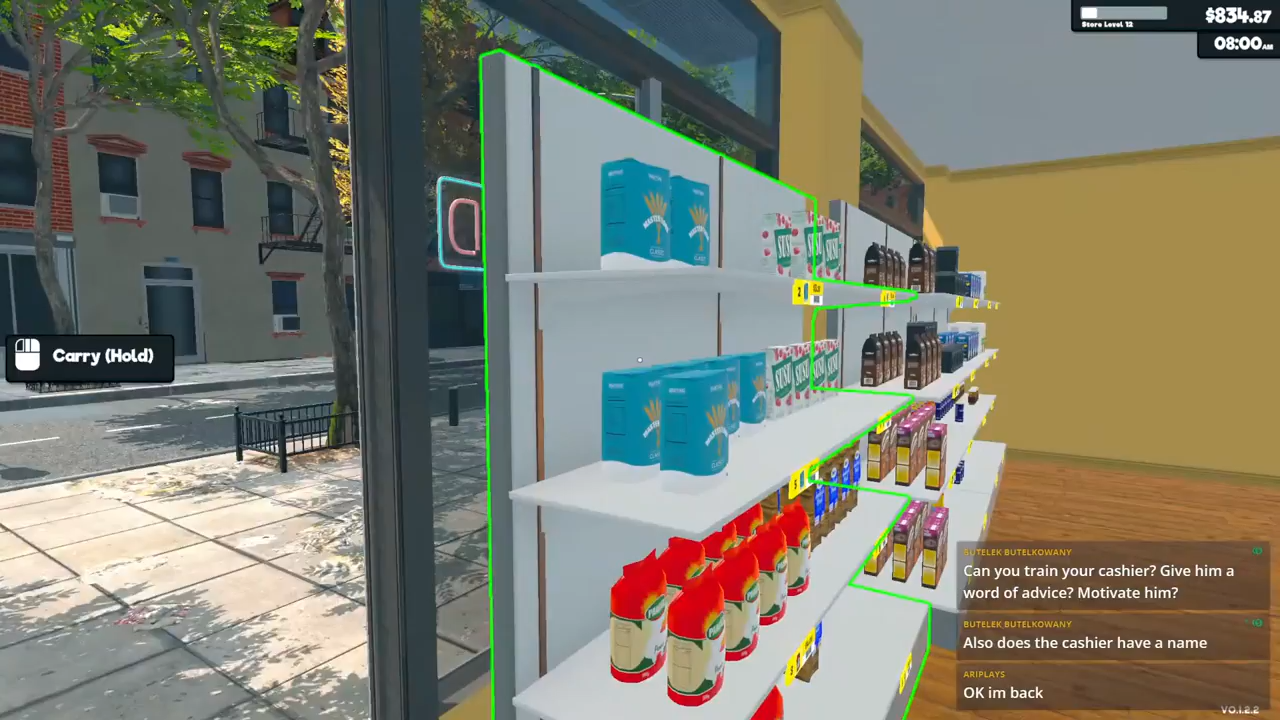 $834.87
Store Level 12
08:00AM
Carry (Hold)
SUSU
BUTELEK BUTELKOWANY
Can you train your cashier? Give him a
word of advice? Motivate him?
BUTELEK BUTELKOWANY
Also does the cashier have a name
ARIPLAYS
OK im back
V0.1.2.2